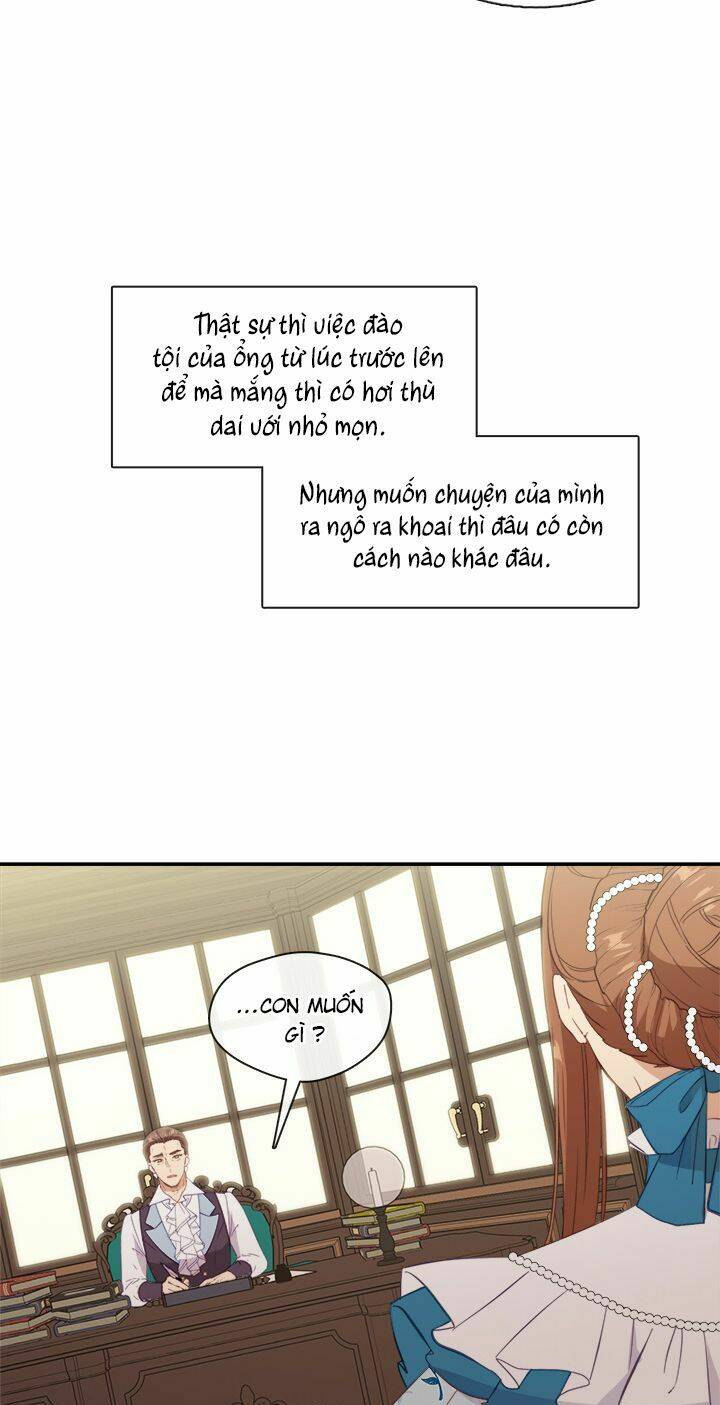 Thật sự thì việc đào
tội của ổng từ lúc trước lên
để mà mắng thì có hơi thù
dai với nhỏ mọn.
Nhưng muốn chuyện của mình
ra ngô ra khoai thì đâu có còn
cách nào khác đâu.
...CON MUỐN
GÌ ?